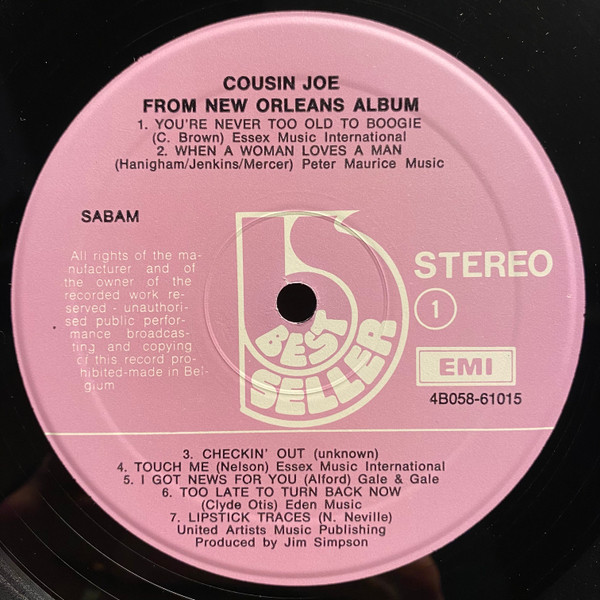 COUSIN JOE
FROM NEW ORLEANS ALBUM
1. YOU'RE NEVER TOO OLD TO BOOGIE
(C. Brown) Essex Music International
2. WHEN A WOMAN LOVES A MAN
(Hanigham/Jenkins/Mercer) Peter Maurice Music
SABAM
All rights of the ma-
nufacturer and of
the owner of the
recorded work re-
served - unauthori-
sed public perfor-
mance broadcas-
ting and copying
of this record pro-
hibited-made in Bel-
gium
BEST
SELLER
STEREO
1
EMI
4B058-61015
3. CHECKIN' OUT (unknown)
4. TOUCH ME (Nelson) Essex Music International
5. I GOT NEWS FOR YOU (Alford) Gale & Gale
6. TOO LATE TO TURN BACK NOW
(Clyde Otis) Eden Music
7. LIPSTICK TRACES (N. Neville)
United Artists Music Publishing
Produced by Jim Simpson